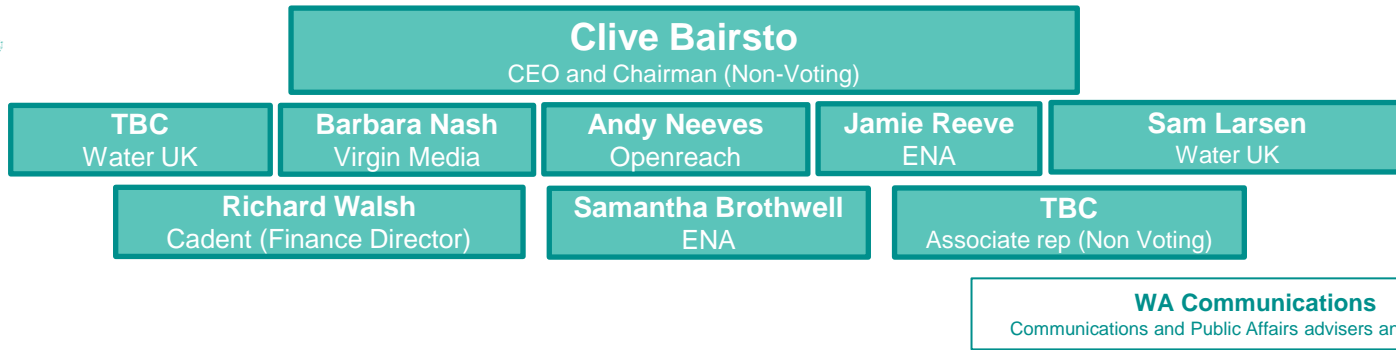 Clive Bairsto
CEO and Chairman (Non-Voting)
TBC
Water UK
Barbara Nash
Virgin Media
Andy Neeves
Openreach
Jamie Reeve
ENA
Sam Larsen
Water UK
Richard Walsh
Cadent (Finance Director)
Samantha Brothwell
ENA
TBC
Associate rep (Non Voting)
WA Communications
Communications and Public Affairs advisers